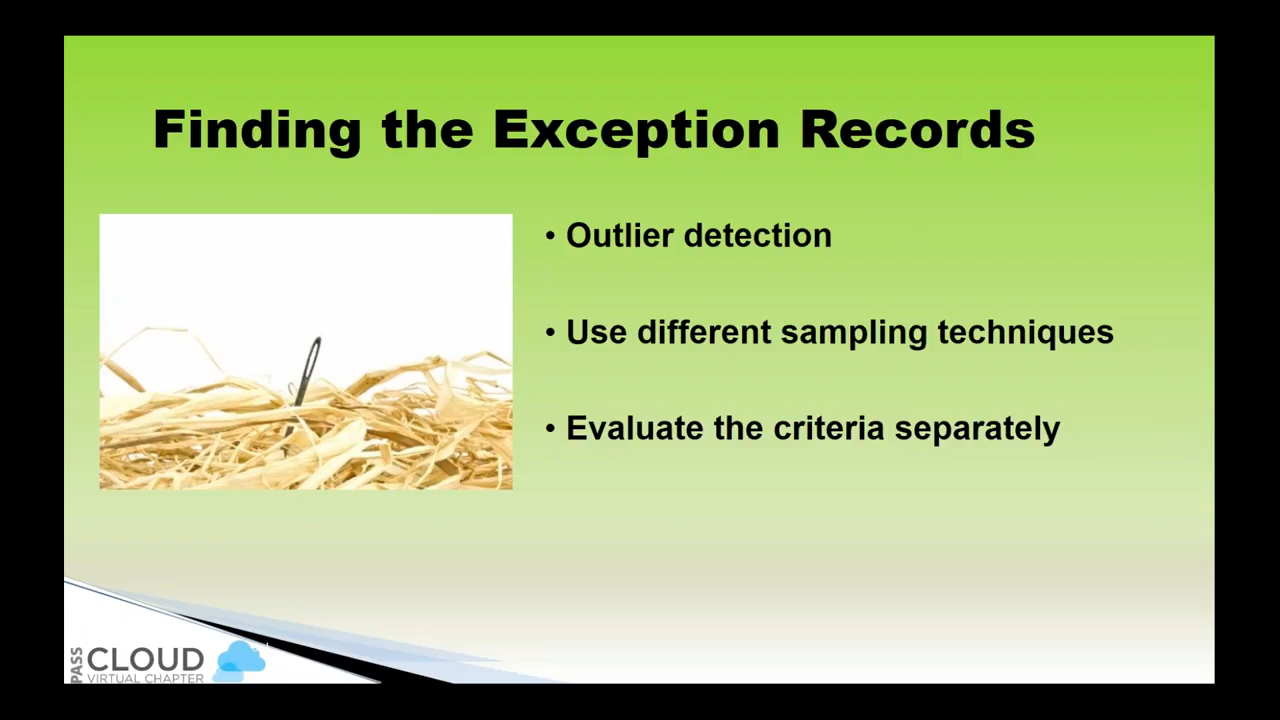 Finding the Exception Records
• Outlier detection
• Use different sampling techniques
• Evaluate the criteria separately
PASS
CLOUD
VIRTUAL CHAPTER